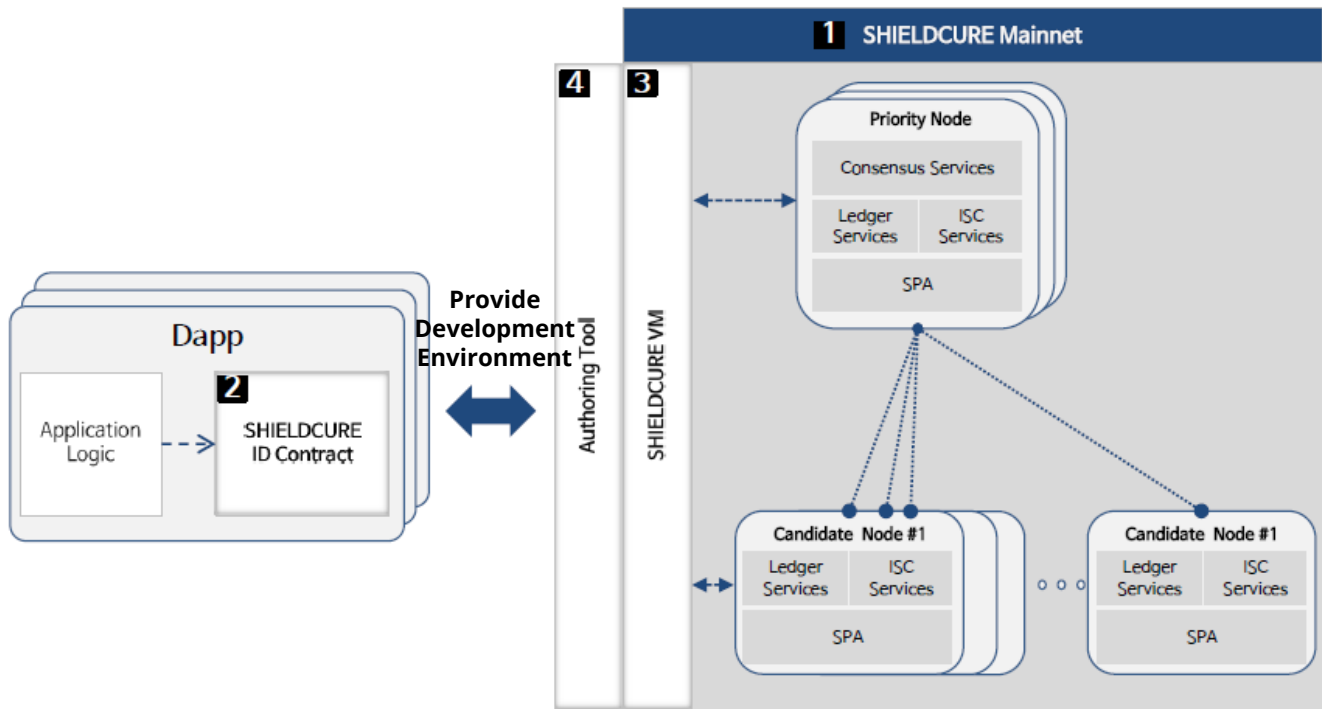 1 SHIELDCURE Mainnet
4
3
Authoring Tool
SHIELDCURE VM
Priority Node
Consensus Services
Ledger
Services
ISC
Services
SPA
Provide
Development
Environment
Dapp
Application
Logic
2
SHIELDCURE
ID Contract
Candidate Node #1
Ledger
Services
ISC
Services
SPA
Candidate Node #1
Ledger
Services
ISC
Services
SPA